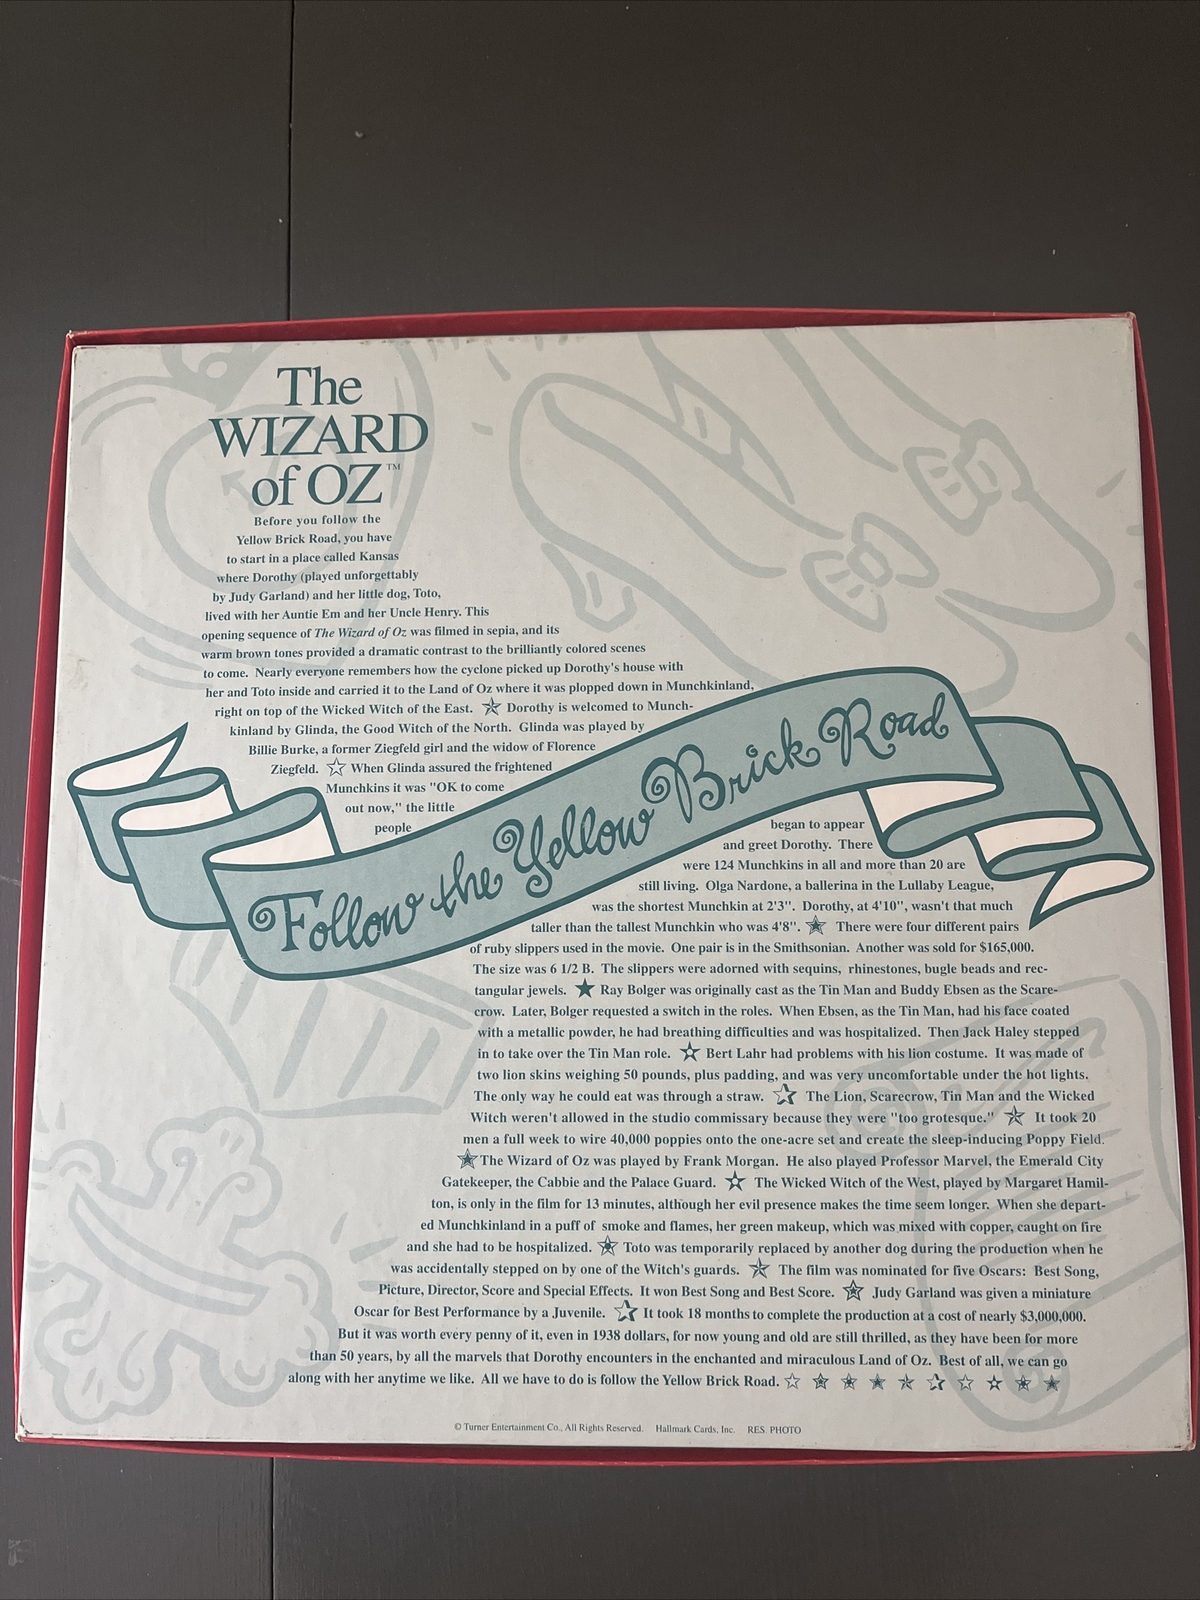 The
WIZARD
of OZ™
Before you follow the
Yellow Brick Road, you have
to start in a place called Kansas
where Dorothy (played unforgettably
by Judy Garland) and her little dog, Toto,
lived with her Auntie Em and her Uncle Henry. This
opening sequence of The Wizard of Oz was filmed in sepia, and its
warm brown tones provided a dramatic contrast to the brilliantly colored scenes
to come. Nearly everyone remembers how the cyclone picked up Dorothy's house with
her and Toto inside and carried it to the Land of Oz where it was plopped down in Munchkinland,
right on top of the Wicked Witch of the East. ☆ Dorothy is welcomed to Munch-
kinland by Glinda, the Good Witch of the North. Glinda was played by
Billie Burke, a former Ziegfeld girl and the widow of Florence
Ziegfeld. ☆ When Glinda assured the frightened
Munchkins it was "OK to come
out now," the little
people
Follow the Yellow Brick Road
began to appear
and greet Dorothy. There
were 124 Munchkins in all and more than 20 are
still living. Olga Nardone, a ballerina in the Lullaby League,
was the shortest Munchkin at 2'3". Dorothy, at 4'10", wasn't that much
taller than the tallest Munchkin who was 4'8". ★ There were four different pairs
of ruby slippers used in the movie. One pair is in the Smithsonian. Another was sold for $165,000.
The size was 6 1/2 B. The slippers were adorned with sequins, rhinestones, bugle beads and rec-
tangular jewels. ★ Ray Bolger was originally cast as the Tin Man and Buddy Ebsen as the Scare-
crow. Later, Bolger requested a switch in the roles. When Ebsen, as the Tin Man, had his face coated
with a metallic powder, he had breathing difficulties and was hospitalized. Then Jack Haley stepped
in to take over the Tin Man role. ☆ Bert Lahr had problems with his lion costume. It was made of
two lion skins weighing 50 pounds, plus padding, and was very uncomfortable under the hot lights.
The only way he could eat was through a straw. ☆ The Lion, Scarecrow, Tin Man and the Wicked
Witch weren't allowed in the studio commissary because they were "too grotesque." ☆ It took 20
men a full week to wire 40,000 poppies onto the one-acre set and create the sleep-inducing Poppy Field.
★ The Wizard of Oz was played by Frank Morgan. He also played Professor Marvel, the Emerald City
Gatekeeper, the Cabbie and the Palace Guard. ☆ The Wicked Witch of the West, played by Margaret Hamil-
ton, is only in the film for 13 minutes, although her evil presence makes the time seem longer. When she depart-
ed Munchkinland in a puff of smoke and flames, her green makeup, which was mixed with copper, caught on fire
and she had to be hospitalized. ★ Toto was temporarily replaced by another dog during the production when he
was accidentally stepped on by one of the Witch's guards. ☆ The film was nominated for five Oscars: Best Song,
Picture, Director, Score and Special Effects. It won Best Song and Best Score. ★ Judy Garland was given a miniature
Oscar for Best Performance by a Juvenile. ☆ It took 18 months to complete the production at a cost of nearly $3,000,000.
But it was worth every penny of it, even in 1938 dollars, for now young and old are still thrilled, as they have been for more
than 50 years, by all the marvels that Dorothy encounters in the enchanted and miraculous Land of Oz. Best of all, we can go
along with her anytime we like. All we have to do is follow the Yellow Brick Road. ☆ ★ ★ ★ ☆ ☆ ☆ ☆ ★ ★
© Turner Entertainment Co., All Rights Reserved. Hallmark Cards, Inc. RES. PHOTO